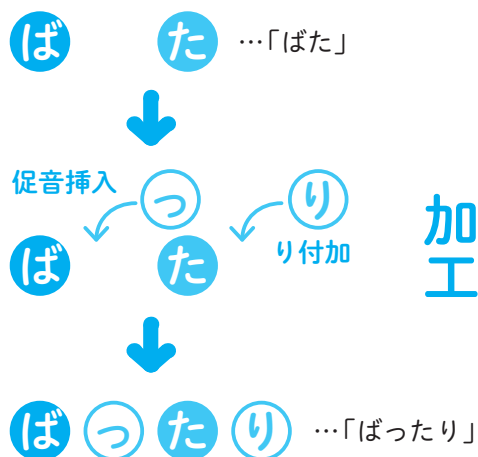 ばた …「ばた」
促音挿入 っ り
り付加
ばた
加工
ばったり …「ばったり」